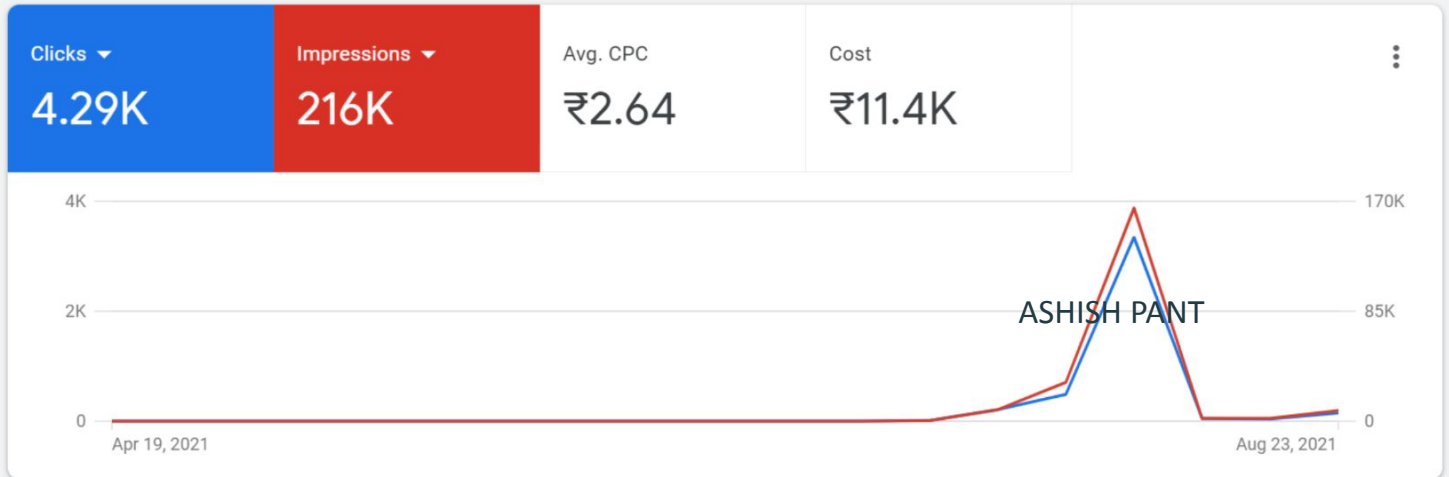 Clicks
4.29K
Impressions
216K
Avg. CPC
₹2.64
Cost
₹11.4K
4K
170K
2K
ASHISH PANT
85K
0
0
Apr 19, 2021
Aug 23, 2021